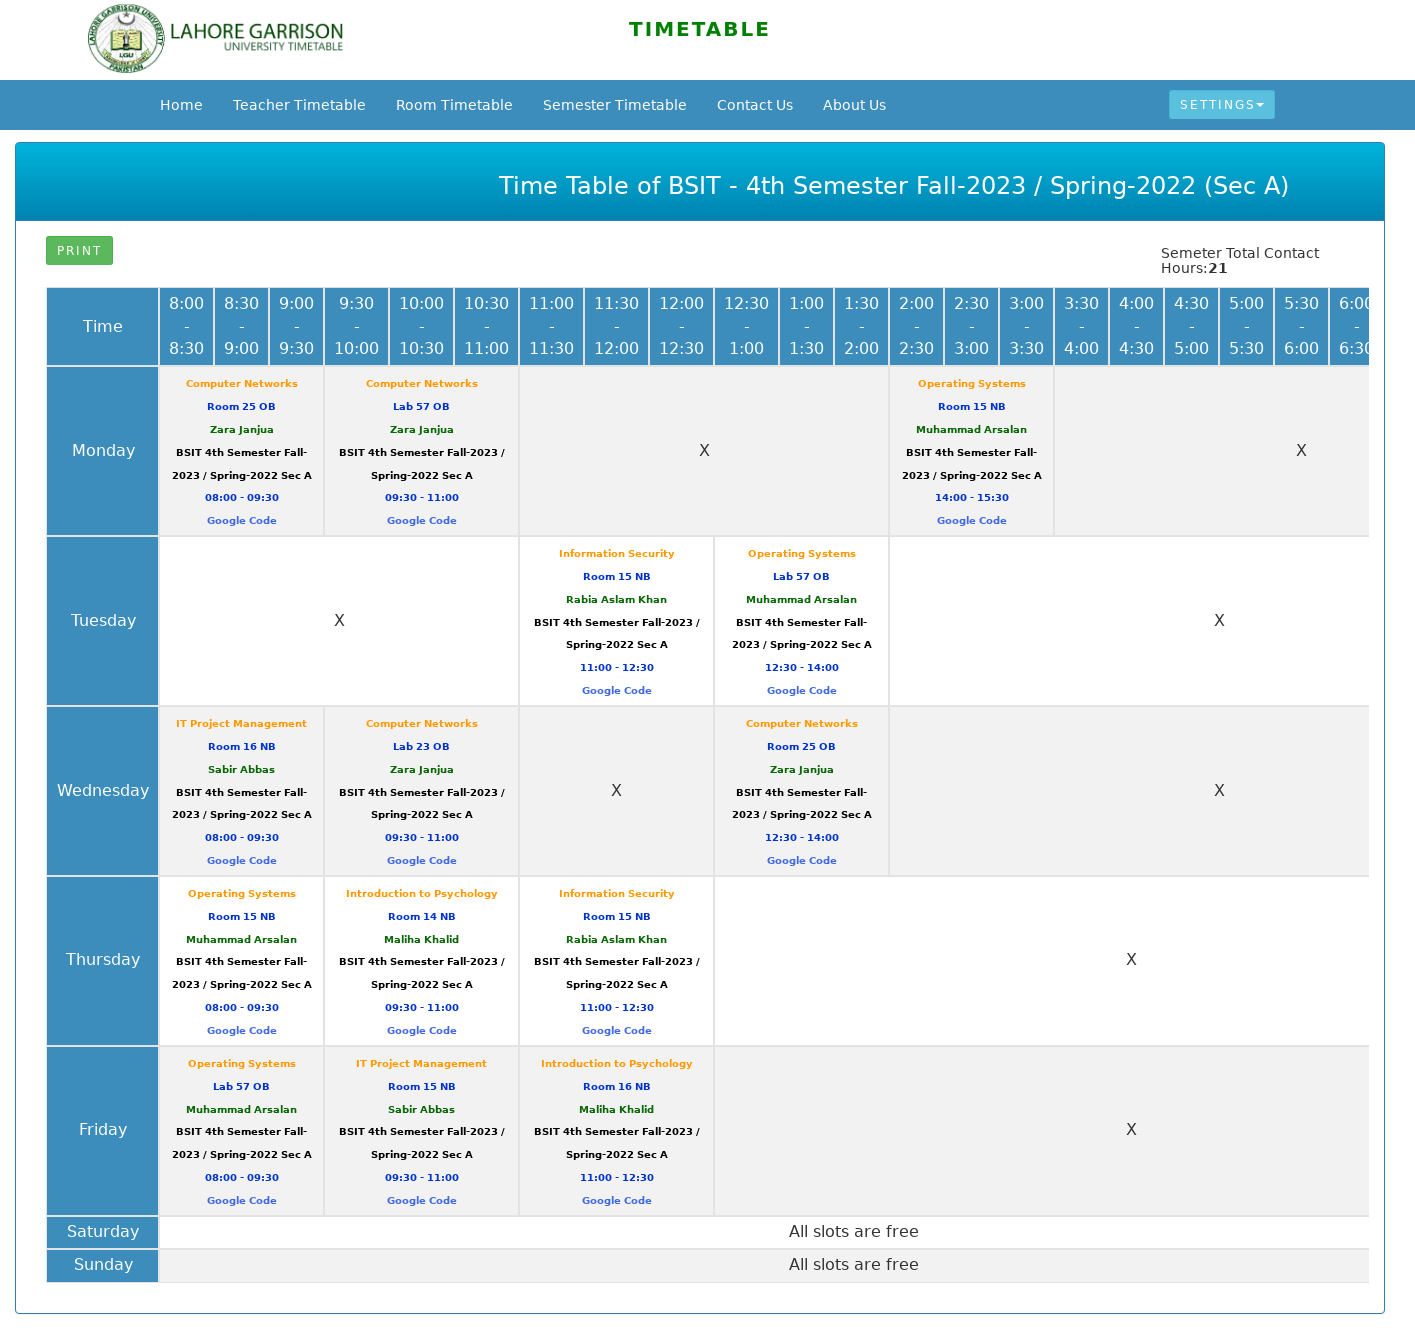 LAHORE GARRISON
UNIVERSITY TIMETABLE
LAHORE GARRISON UNIVERSITY
LGU
PAKISTAN
TIMETABLE
Home Teacher Timetable Room Timetable Semester Timetable Contact Us About Us SETTINGS
Time Table of BSIT - 4th Semester Fall-2023 / Spring-2022 (Sec A)
PRINT
Semeter Total Contact
Hours:21
Time
8:00 - 8:30
8:30 - 9:00
9:00 - 9:30
9:30 - 10:00
10:00 - 10:30
10:30 - 11:00
11:00 - 11:30
11:30 - 12:00
12:00 - 12:30
12:30 - 1:00
1:00 - 1:30
1:30 - 2:00
2:00 - 2:30
2:30 - 3:00
3:00 - 3:30
3:30 - 4:00
4:00 - 4:30
4:30 - 5:00
5:00 - 5:30
5:30 - 6:00
6:00 - 6:30
Monday
Computer Networks
Room 25 OB
Zara Janjua
BSIT 4th Semester Fall-
2023 / Spring-2022 Sec A
08:00 - 09:30
Google Code
Computer Networks
Lab 57 OB
Zara Janjua
BSIT 4th Semester Fall-2023 /
Spring-2022 Sec A
09:30 - 11:00
Google Code
X
Operating Systems
Room 15 NB
Muhammad Arsalan
BSIT 4th Semester Fall-
2023 / Spring-2022 Sec A
14:00 - 15:30
Google Code
X
Tuesday
X
Information Security
Room 15 NB
Rabia Aslam Khan
BSIT 4th Semester Fall-2023 /
Spring-2022 Sec A
11:00 - 12:30
Google Code
Operating Systems
Lab 57 OB
Muhammad Arsalan
BSIT 4th Semester Fall-
2023 / Spring-2022 Sec A
12:30 - 14:00
Google Code
X
Wednesday
IT Project Management
Room 16 NB
Sabir Abbas
BSIT 4th Semester Fall-
2023 / Spring-2022 Sec A
08:00 - 09:30
Google Code
Computer Networks
Lab 23 OB
Zara Janjua
BSIT 4th Semester Fall-2023 /
Spring-2022 Sec A
09:30 - 11:00
Google Code
X
Computer Networks
Room 25 OB
Zara Janjua
BSIT 4th Semester Fall-
2023 / Spring-2022 Sec A
12:30 - 14:00
Google Code
X
Thursday
Operating Systems
Room 15 NB
Muhammad Arsalan
BSIT 4th Semester Fall-
2023 / Spring-2022 Sec A
08:00 - 09:30
Google Code
Introduction to Psychology
Room 14 NB
Maliha Khalid
BSIT 4th Semester Fall-2023 /
Spring-2022 Sec A
09:30 - 11:00
Google Code
Information Security
Room 15 NB
Rabia Aslam Khan
BSIT 4th Semester Fall-2023 /
Spring-2022 Sec A
11:00 - 12:30
Google Code
X
Friday
Operating Systems
Lab 57 OB
Muhammad Arsalan
BSIT 4th Semester Fall-
2023 / Spring-2022 Sec A
08:00 - 09:30
Google Code
IT Project Management
Room 15 NB
Sabir Abbas
BSIT 4th Semester Fall-2023 /
Spring-2022 Sec A
09:30 - 11:00
Google Code
Introduction to Psychology
Room 16 NB
Maliha Khalid
BSIT 4th Semester Fall-2023 /
Spring-2022 Sec A
11:00 - 12:30
Google Code
X
Saturday
All slots are free
Sunday
All slots are free